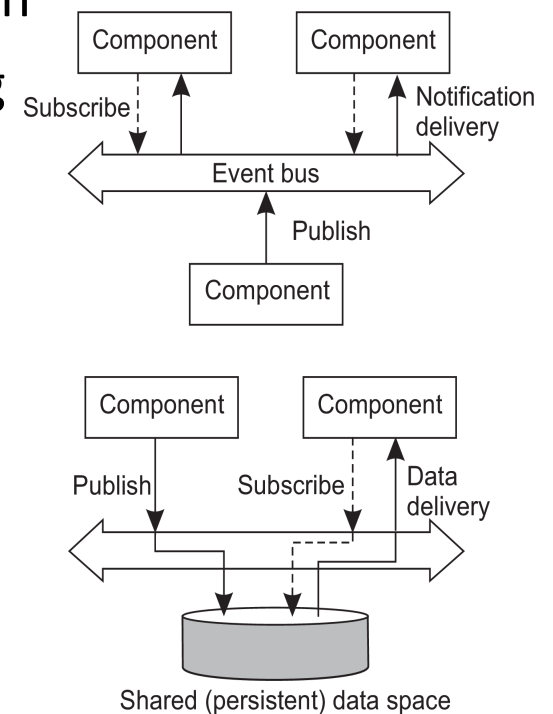 Component
Component
Subscribe
Notification
delivery
Event bus
Publish
Component
Component
Component
Publish
Subscribe
Data
delivery
Shared (persistent) data space